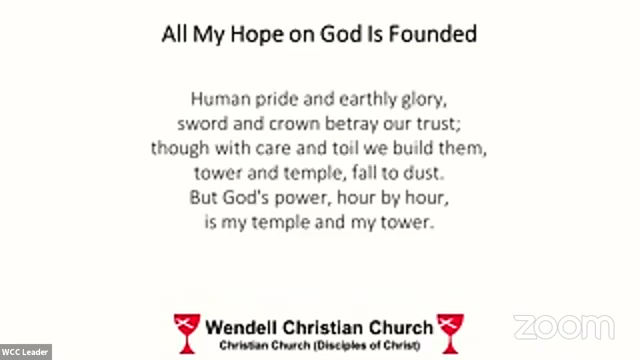 All My Hope on God Is Founded
Human pride and earthly glory,
sword and crown betray our trust;
though with care and toil we build them,
tower and temple, fall to dust.
But God's power, hour by hour,
is my temple and my tower.
Wendell Christian Church
Christian Church (Disciples of Christ)
WCC Leader
zoom